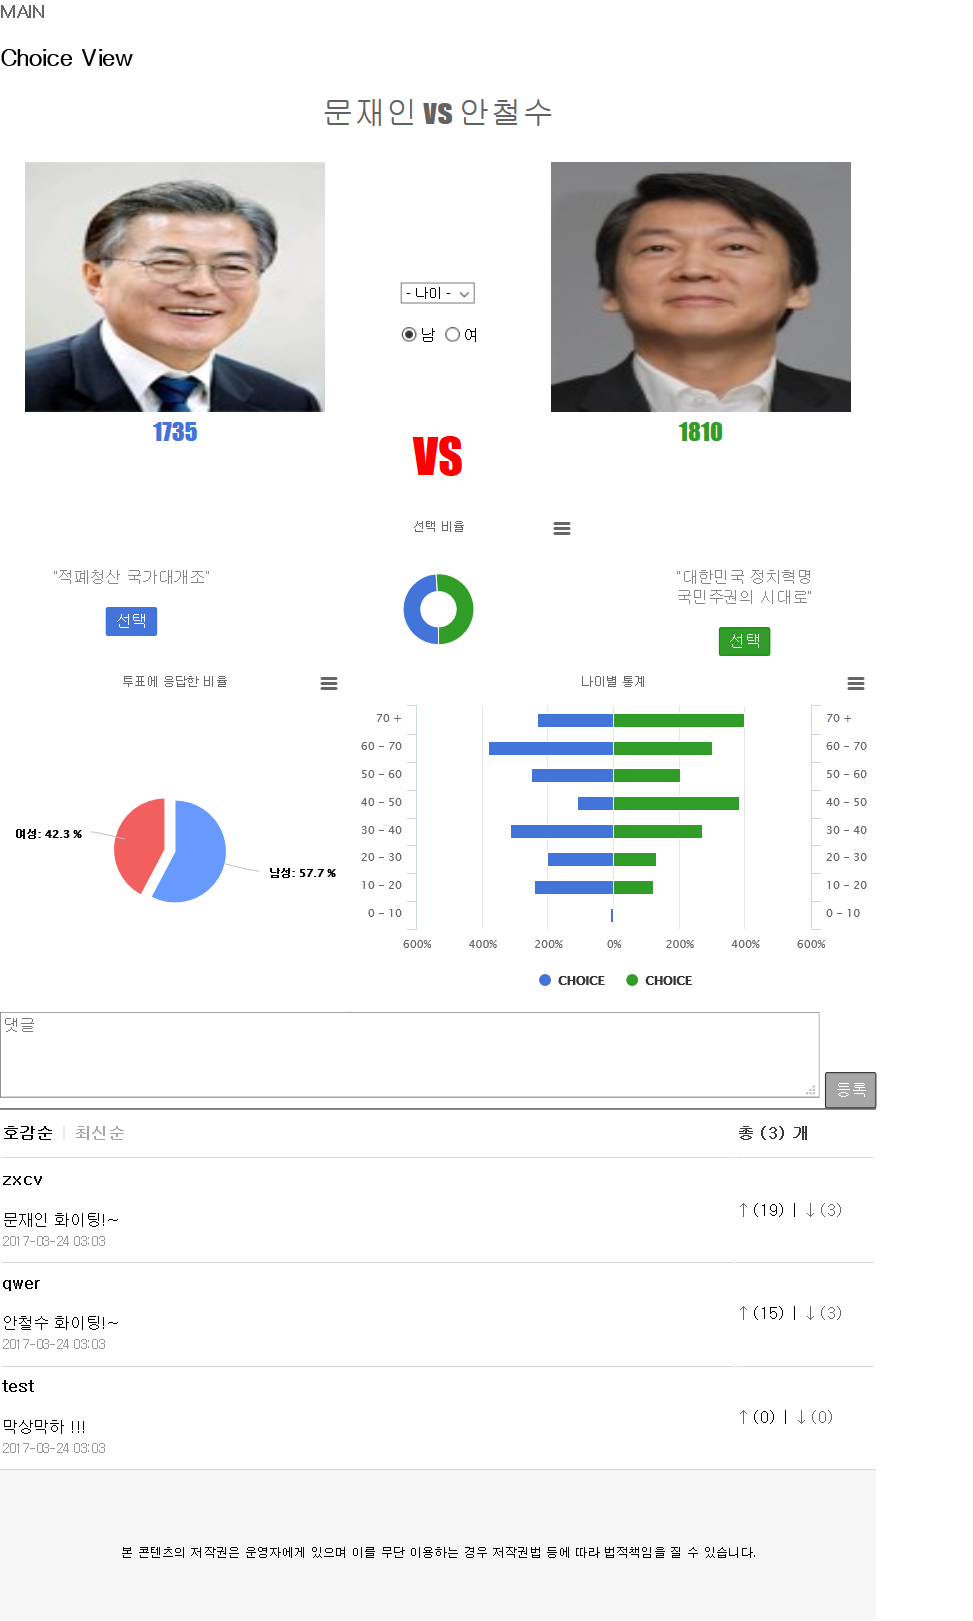 MAIN
Choice View
문재인 VS 안철수
- 나이 -
남 여
1735
1810
VS
선택 비율
"적폐청산 국가대개조"
선택
"대한민국 정치혁명
국민주권의 시대로"
선택
투표에 응답한 비율
여성: 42.3 %
남성: 57.7 %
나이별 통계
70 + 70 +
60 - 70 60 - 70
50 - 60 50 - 60
40 - 50 40 - 50
30 - 40 30 - 40
20 - 30 20 - 30
10 - 20 10 - 20
0 - 10 0 - 10
600% 400% 200% 0% 200% 400% 600%
CHOICE CHOICE
댓글
등록
호감순 | 최신순 총 (3) 개
zxcv
문재인 화이팅!~
2017-03-24 03:03
↑(19) | ↓(3)
qwer
안철수 화이팅!~
2017-03-24 03:03
↑(15) | ↓(3)
test
막상막하 !!!
2017-03-24 03:03
↑(0) | ↓(0)
본 콘텐츠의 저작권은 운영자에게 있으며 이를 무단 이용하는 경우 저작권법 등에 따라 법적책임을 질 수 있습니다.